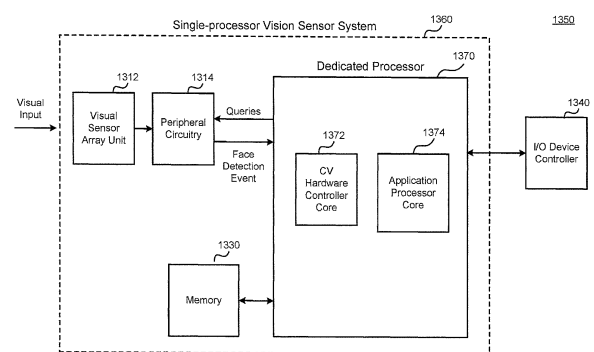 Single-processor Vision Sensor System
1360
1350
Dedicated Processor
1370
1312
1314
Visual
Input
Visual
Sensor
Array Unit
Peripheral
Circuitry
Queries
Face
Detection
Event
1372
CV
Hardware
Controller
Core
1374
Application
Processor
Core
1340
I/O Device
Controller
1330
Memory